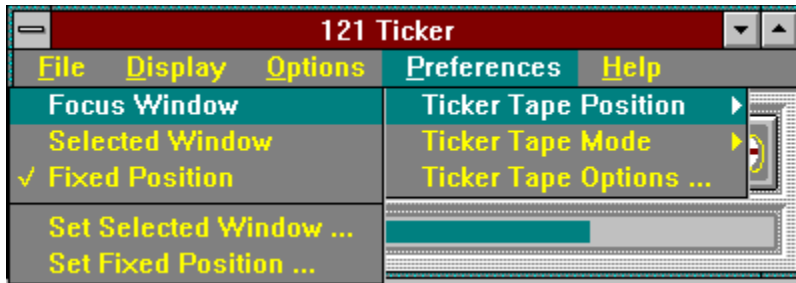 121 Ticker
File Display Options Preferences Help
Focus Window
Selected Window
✓ Fixed Position
Set Selected Window ...
Set Fixed Position ...
Ticker Tape Position
Ticker Tape Mode
Ticker Tape Options ...